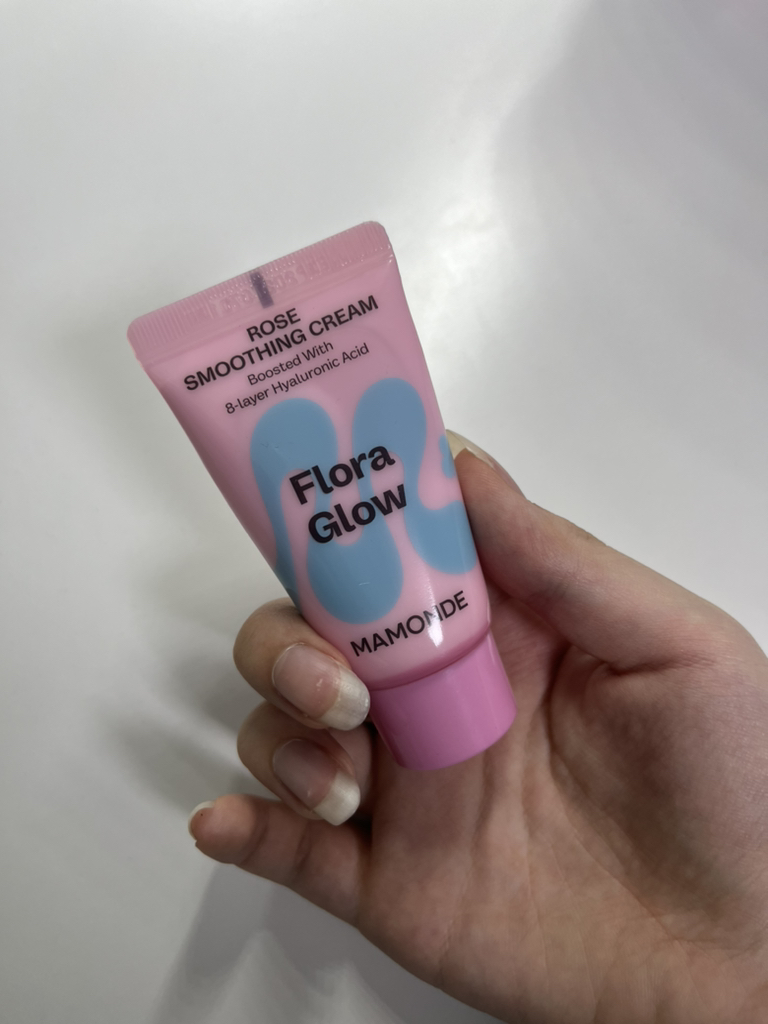 ROSE
SMOOTHING CREAM
Boosted With
8-layer Hyaluronic Acid
Flora
Glow
MAMONDE